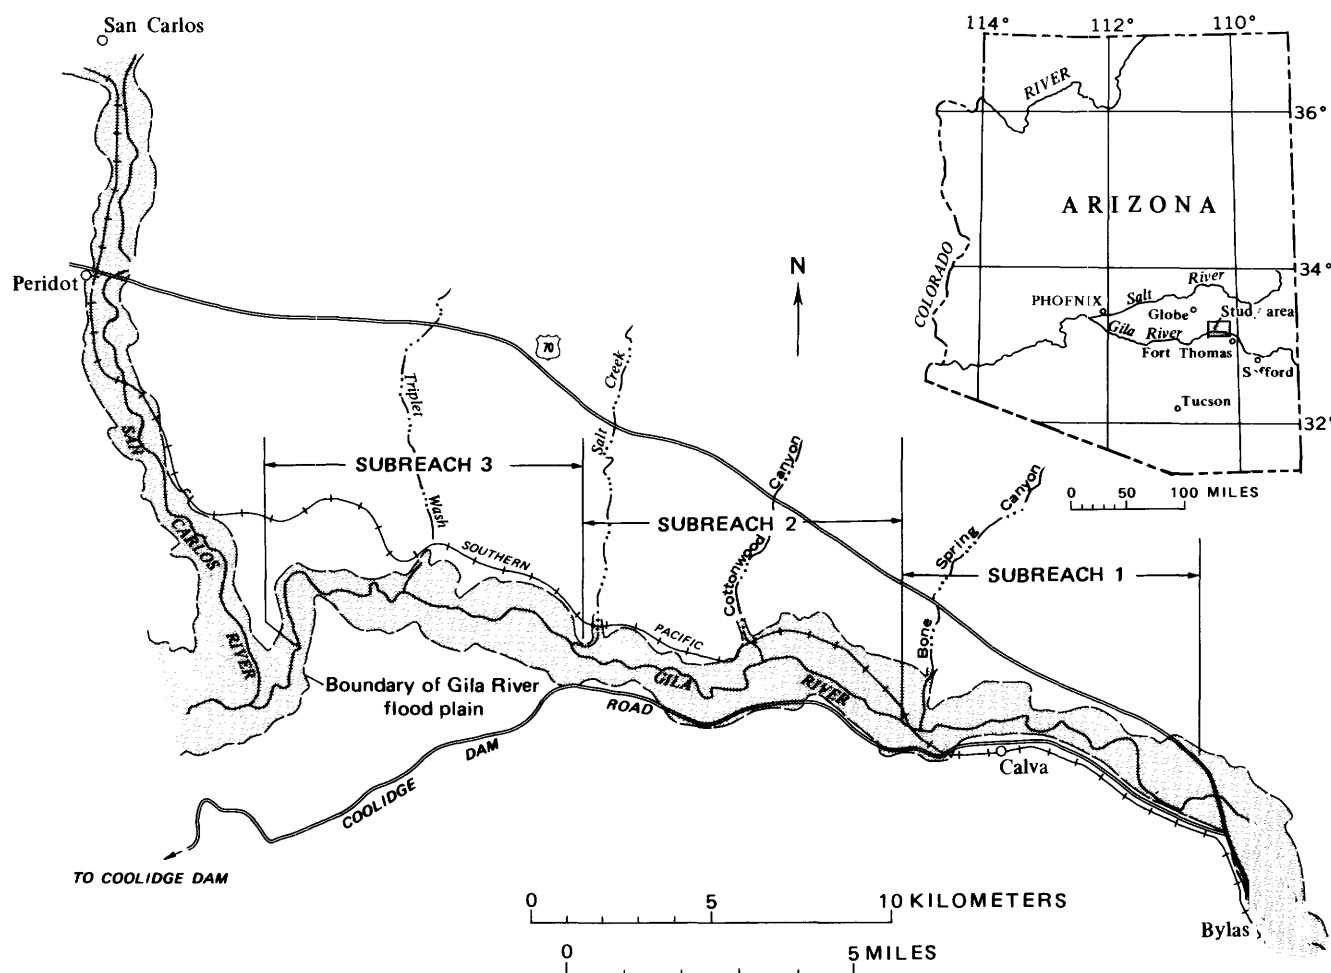 San Carlos
Peridot
N
70
Triplet
Wash
Salt
Creek
Cottonwood
Canyon
Bone
Spring
Canyon
SUBREACH 3
SUBREACH 2
SUBREACH 1
SOUTHERN
PACIFIC
SAN
CARLOS
RIVER
GILA
RIVER
Boundary of Gila River
flood plain
COOLIDGE
DAM
ROAD
Calva
Bylas
TO COOLIDGE DAM
0 5 10 KILOMETERS
0 5 MILES
114° 112° 110°
RIVER
36°
ARIZONA
COLORADO
34°
Salt
River
PHOENIX
Globe
area
Gila
River
Fort Thomas
Tucson
32°
0 50 100 MILES